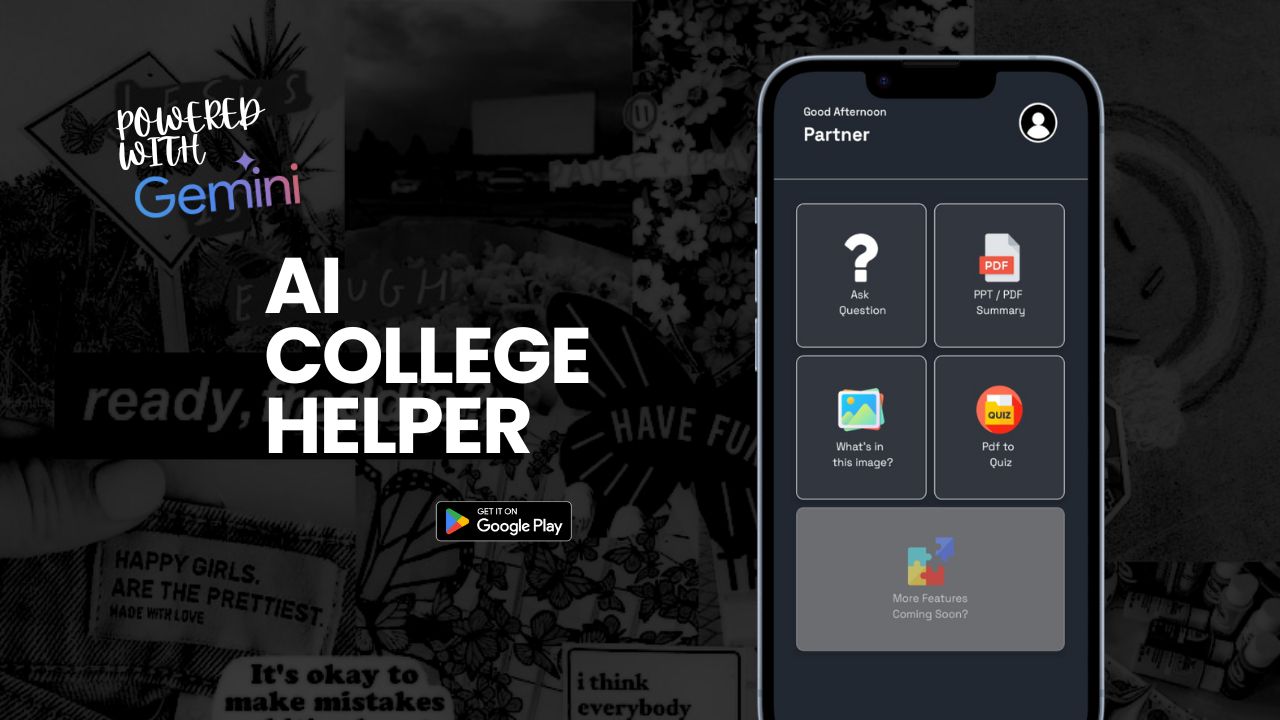 POWERED
WITH
Gemini
AI
COLLEGE
HELPER
GET IT ON
Google Play
Good Afternoon
Partner
Ask
Question
PDF
PPT / PDF
Summary
What's in
this image?
QUIZ
Pdf to
Quiz
More Features
Coming Soon?
PAUSE + PRAY
ready,
HAVE FU
HAPPY GIRLS.
ARE THE PRETTIEST.
MADE WITH LOVE
It's okay to
make mistakes
i think
everybody